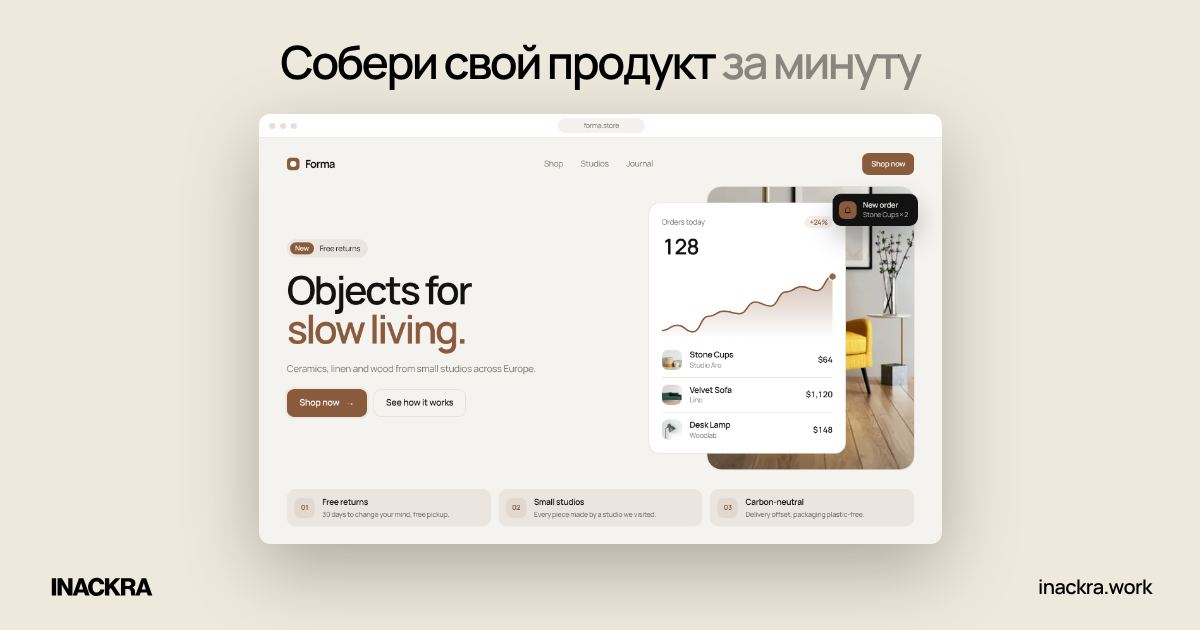 Собери свой продукт за минуту
forma.store
Forma
Shop Studios Journal
Shop now
New Free returns
Objects for
slow living.
Ceramics, linen and wood from small studios across Europe.
Shop now →
See how it works
Orders today
+24%
128
New order
Stone Cups × 2
Stone Cups
Studio Aro
$64
Velvet Sofa
Lino
$1,120
Desk Lamp
Woodlab
$148
01
Free returns
30 days to change your mind, free pickup.
02
Small studios
Every piece made by a studio we visited.
03
Carbon-neutral
Delivery offset, packaging plastic-free.
INACKRA
inackra.work